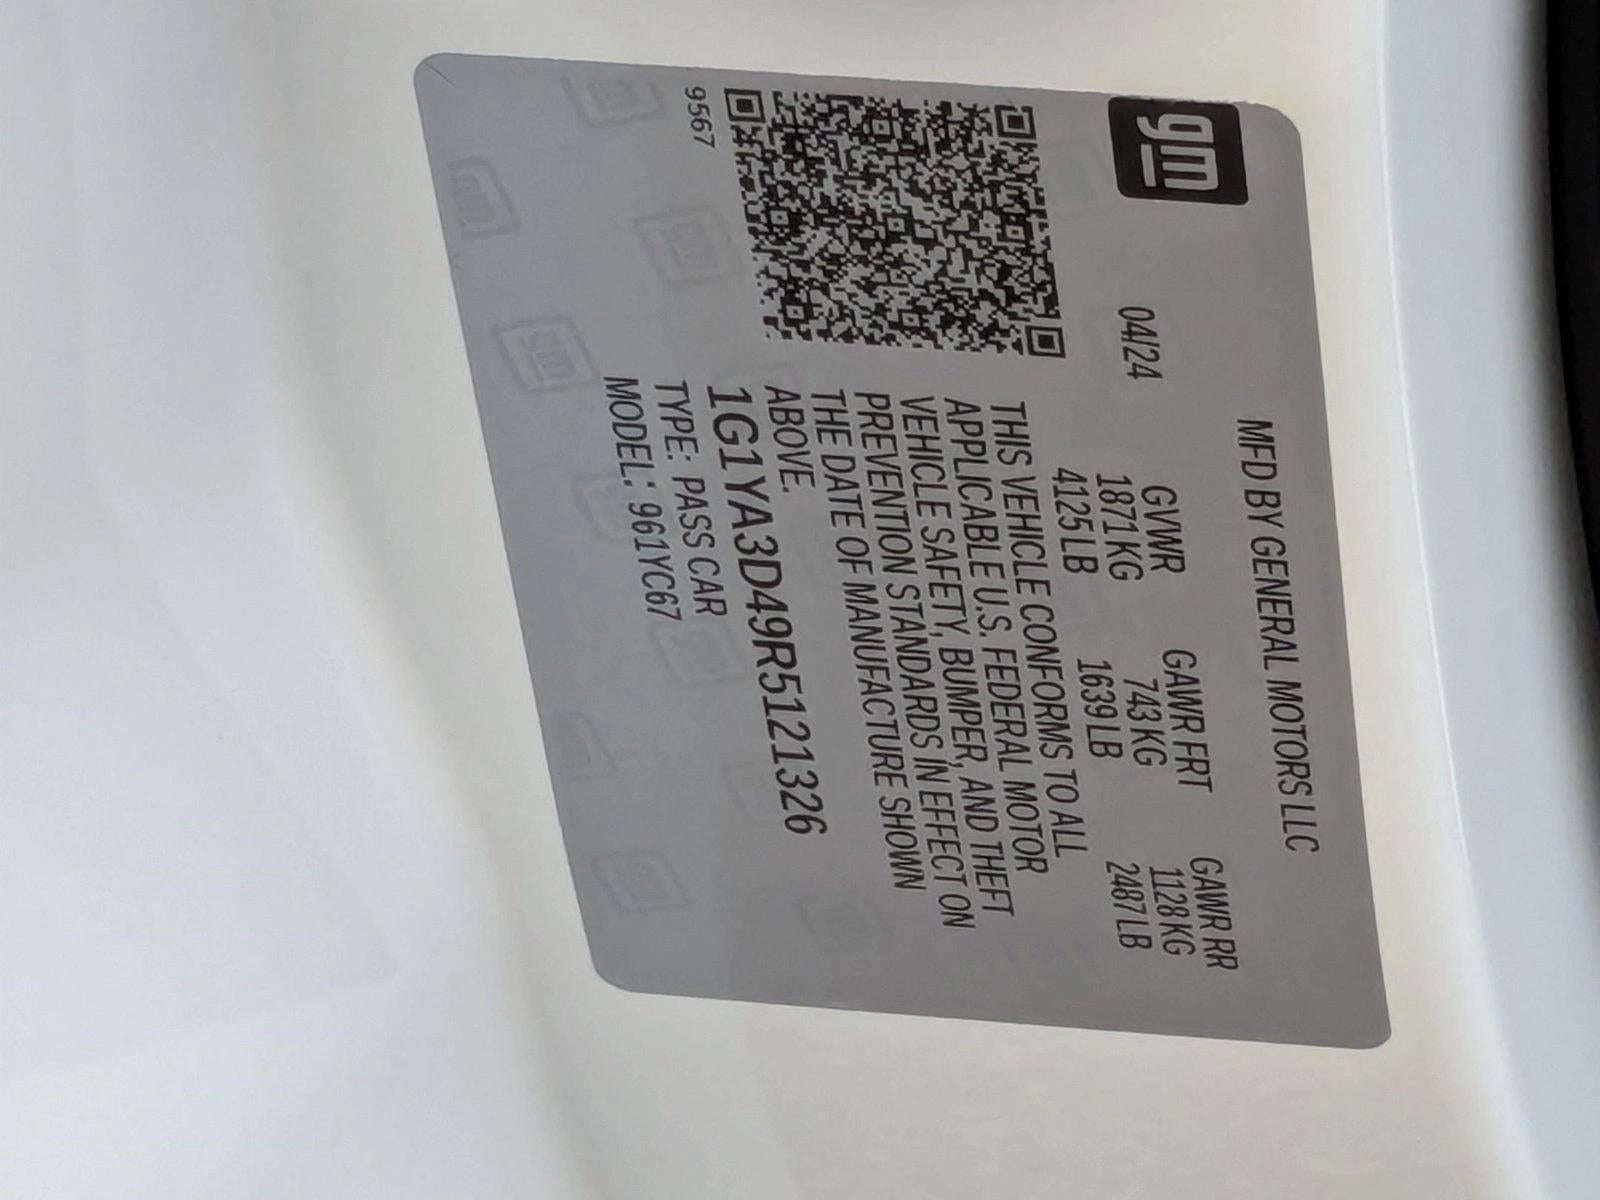 gm
MFD BY GENERAL MOTORS LLC
04/24
GVWR GAWR FRT GAWR RR
1871 KG 743 KG 1128 KG
4125 LB 1639 LB 2487 LB
THIS VEHICLE CONFORMS TO ALL
APPLICABLE U.S. FEDERAL MOTOR
VEHICLE SAFETY, BUMPER, AND THEFT
PREVENTION STANDARDS IN EFFECT ON
THE DATE OF MANUFACTURE SHOWN
ABOVE.
1G1YA3D49R5121326
TYPE: PASS CAR
MODEL: 961YC67
9567